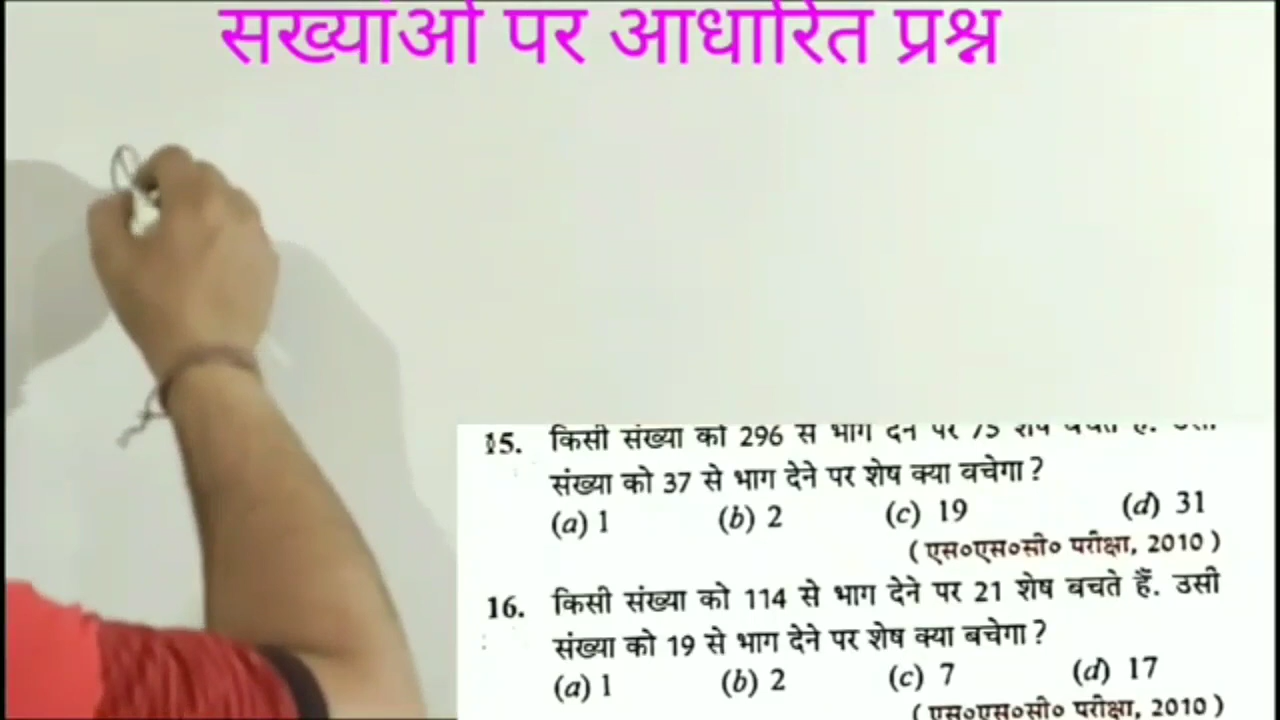 सख्याओ पर आधारित प्रश्न
15. किसी संख्या को 296 से भाग देने पर 75 शेष
संख्या को 37 से भाग देने पर शेष क्या बचेगा?
(a) 1 (b) 2 (c) 19 (d) 31
(एस०एस०सी० परीक्षा, 2010)
16. किसी संख्या को 114 से भाग देने पर 21 शेष बचते हैं. उसी
संख्या को 19 से भाग देने पर शेष क्या बचेगा?
(a) 1 (b) 2 (c) 7 (d) 17
(एस०एस०सी० परीक्षा, 2010)